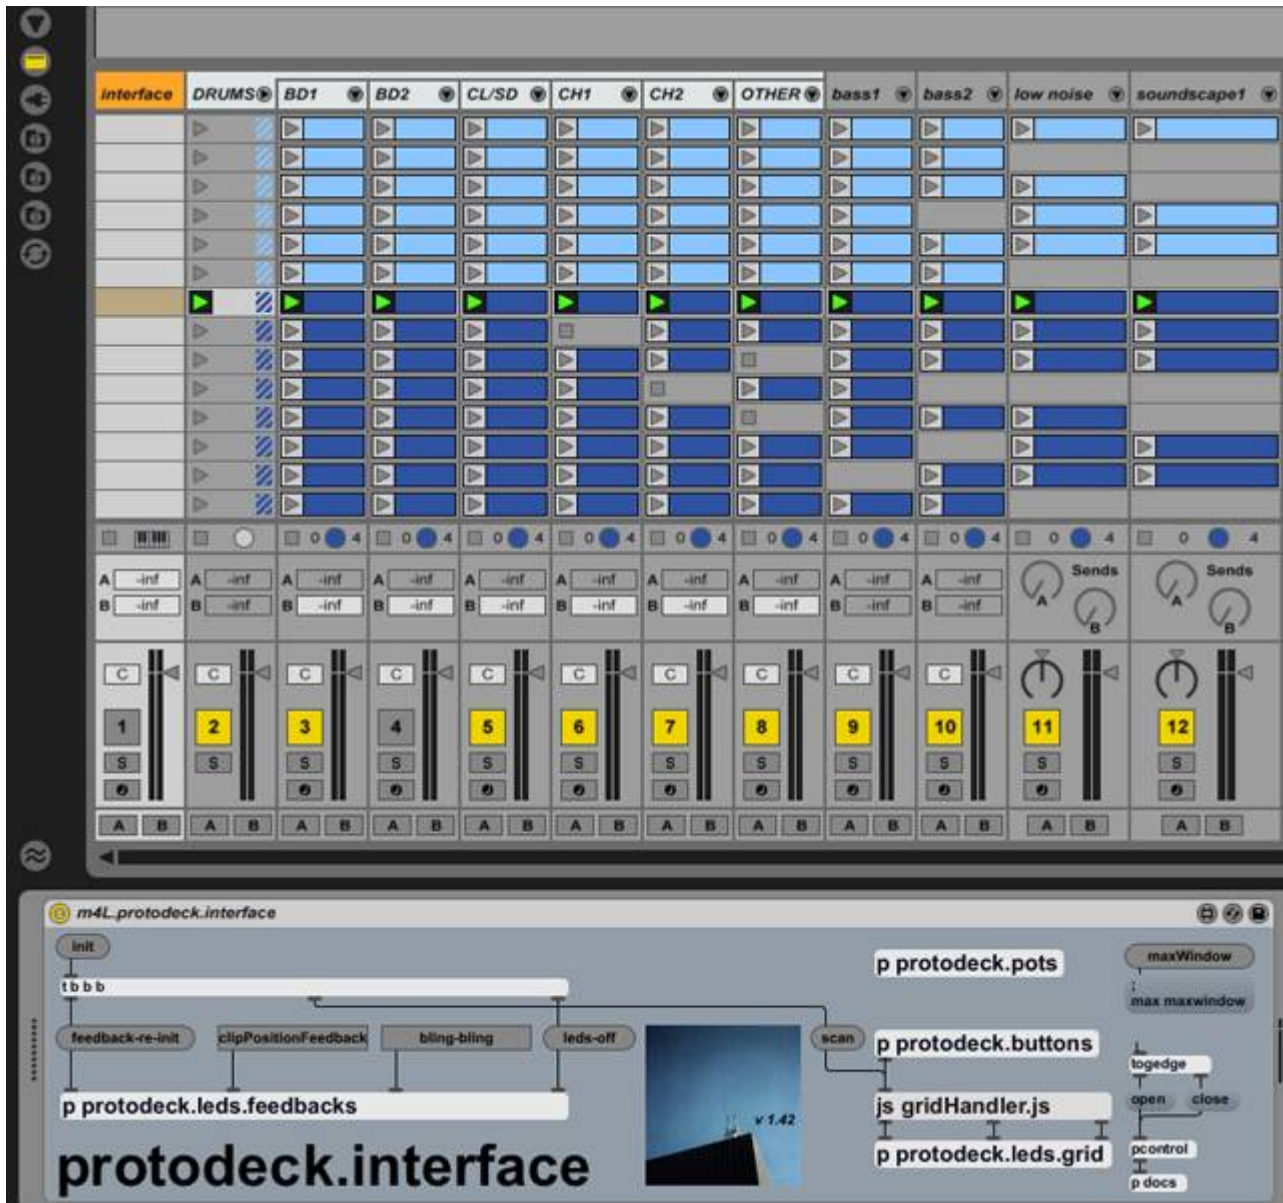 interface DRUMS BD1 BD2 CL/SD CH1 CH2 OTHER bass1 bass2 low noise soundscape1
0 4 0 4 0 4 0 4 0 4 0 4 0 4 0 4 0 4 0 4
A -inf A -inf A -inf A -inf A -inf A -inf A -inf A -inf A -inf A -inf Sends Sends
B -inf B -inf B -inf B -inf B -inf B -inf B -inf B -inf B -inf B -inf A B A B
C C C C C C C C C C
1 2 3 4 5 6 7 8 9 10 11 12
S S S S S S S S S S S S
A B A B A B A B A B A B A B A B A B A B A B A B
m4L.protodeck.interface
init
p protodeck.pots
maxWindow
t b b b
;
max maxwindow
feedback-re-init clipPositionFeedback bling-bling leds-off scan
p protodeck.buttons
togedge
open close
p protodeck.leds.feedbacks
js gridHandler.js
v 1.42
p protodeck.leds.grid
pcontrol
protodeck.interface
p docs